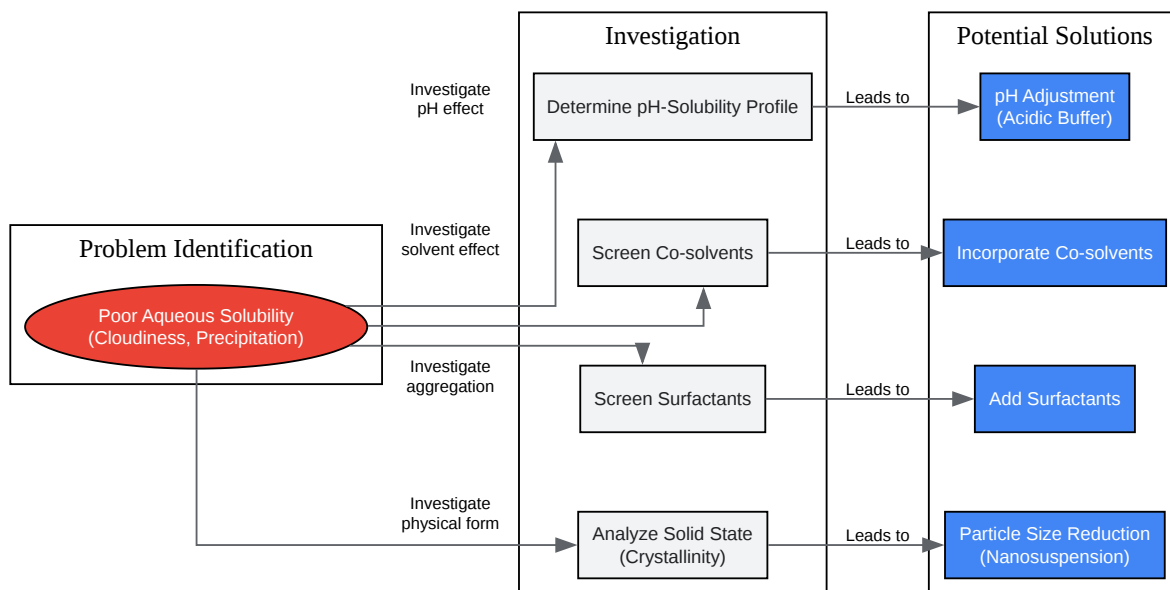 Investigation
Potential Solutions
Investigate
pH effect
Determine pH-Solubility Profile
Leads to
pH Adjustment
(Acidic Buffer)
Problem Identification
Investigate
solvent effect
Screen Co-solvents
Leads to
Incorporate Co-solvents
Poor Aqueous Solubility
(Cloudiness, Precipitation)
Investigate
aggregation
Screen Surfactants
Leads to
Add Surfactants
Investigate
physical form
Analyze Solid State
(Crystallinity)
Leads to
Particle Size Reduction
(Nanosuspension)